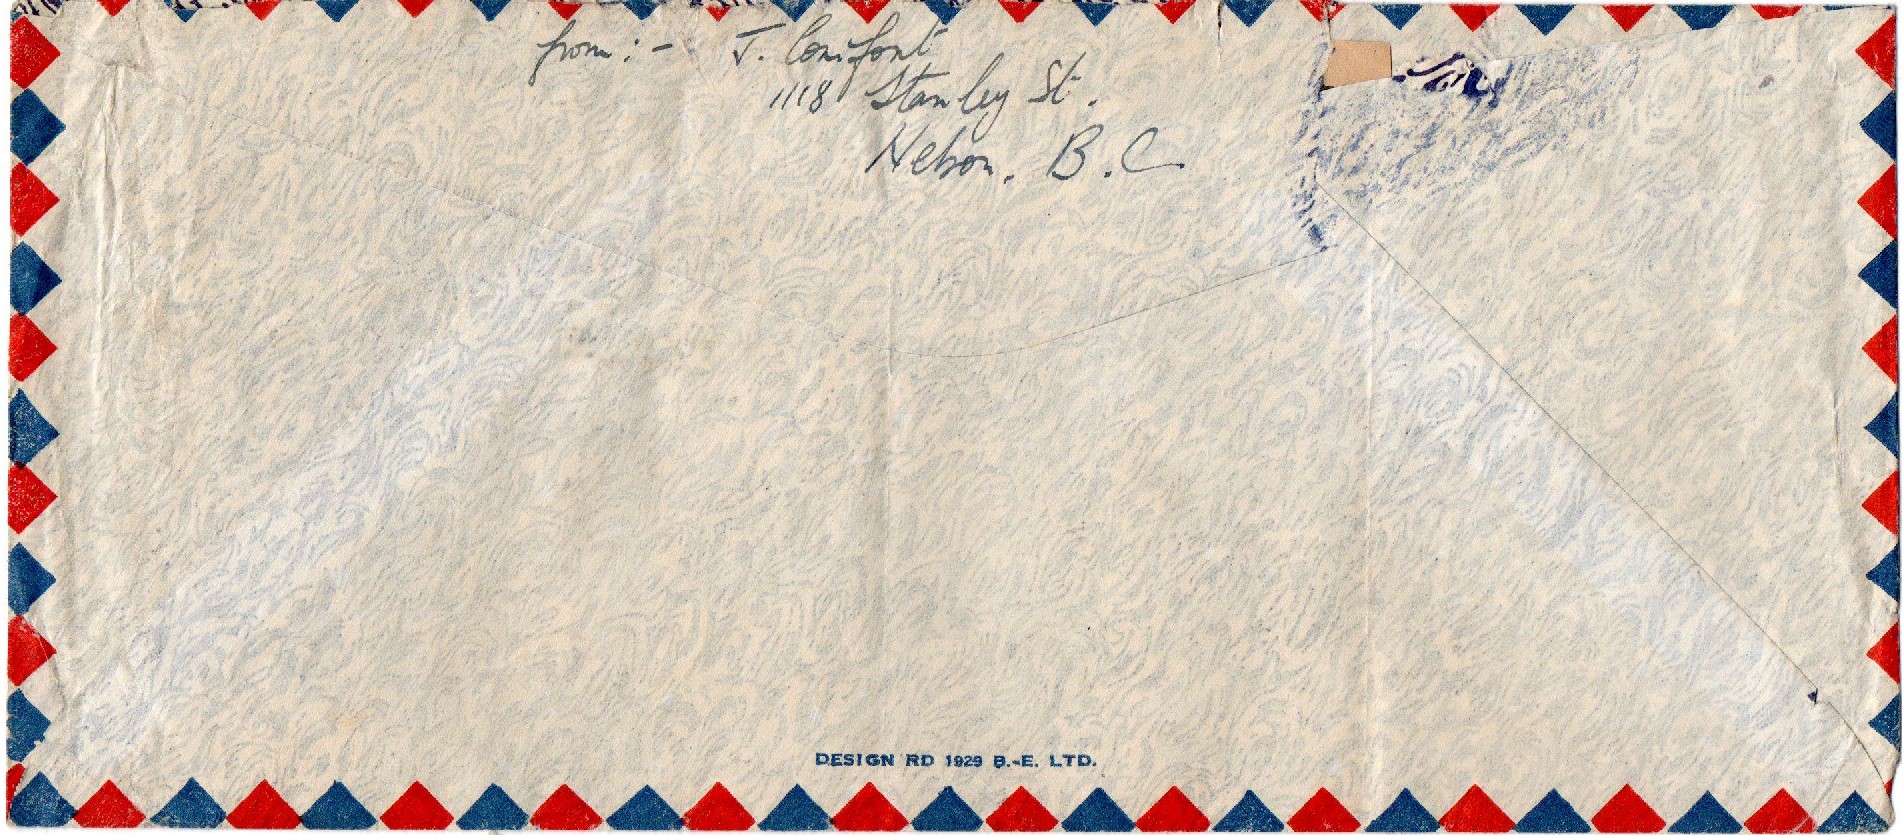 from:- J. Comfort
1118 Stanley St.
Nelson. B.C
DESIGN RD 1929 B.-E. LTD.